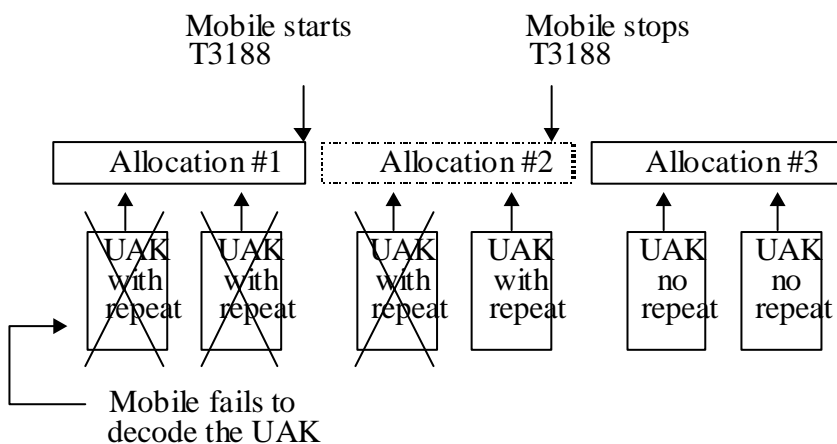 Mobile starts
T3188
Mobile stops
T3188
Allocation #1
Allocation #2
Allocation #3
UAK
with
repeat
UAK
with
repeat
UAK
with
repeat
UAK
with
repeat
UAK
no
repeat
UAK
no
repeat
Mobile fails to
decode the UAK